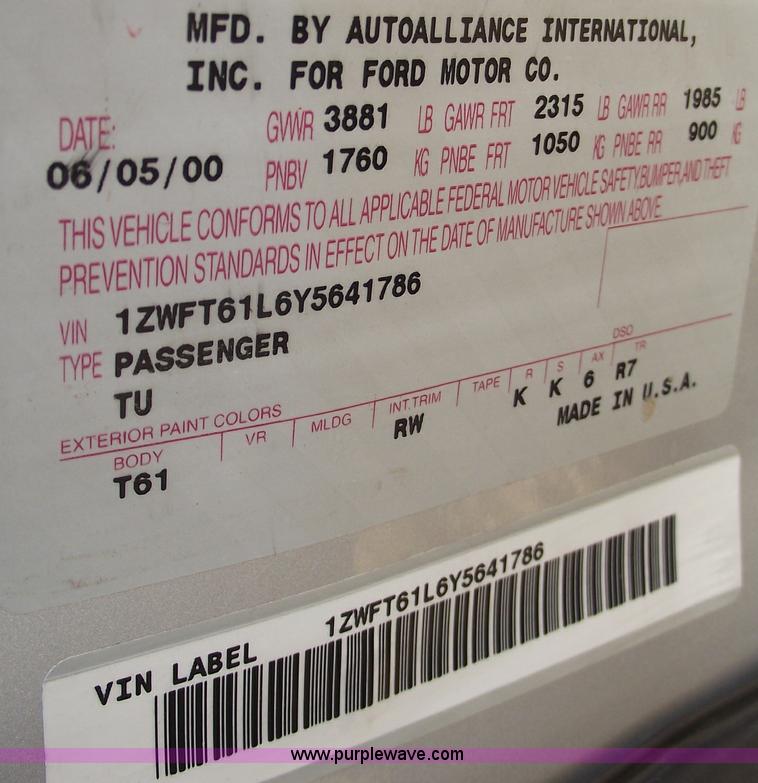 MFD. BY AUTOALLIANCE INTERNATIONAL,
INC. FOR FORD MOTOR CO.
DATE: GVWR 3881 LB GAWR FRT 2315 LB GAWR RR 1985 LB
06/05/00 PNBV 1760 KG PNBE FRT 1050 KG PNBE RR 900 KG
THIS VEHICLE CONFORMS TO ALL APPLICABLE FEDERAL MOTOR VEHICLE SAFETY,BUMPER,AND THEFT
PREVENTION STANDARDS IN EFFECT ON THE DATE OF MANUFACTURE SHOWN ABOVE.
VIN 1ZWFT61L6Y5641786
TYPE PASSENGER
TU
DSO
EXTERIOR PAINT COLORS
BODY VR MLDG INT.TRIM TAPE R S AX TR
T61 RW K K 6 R7
MADE IN U.S.A.
VIN LABEL 1ZWFT61L6Y5641786
www.purplewave.com